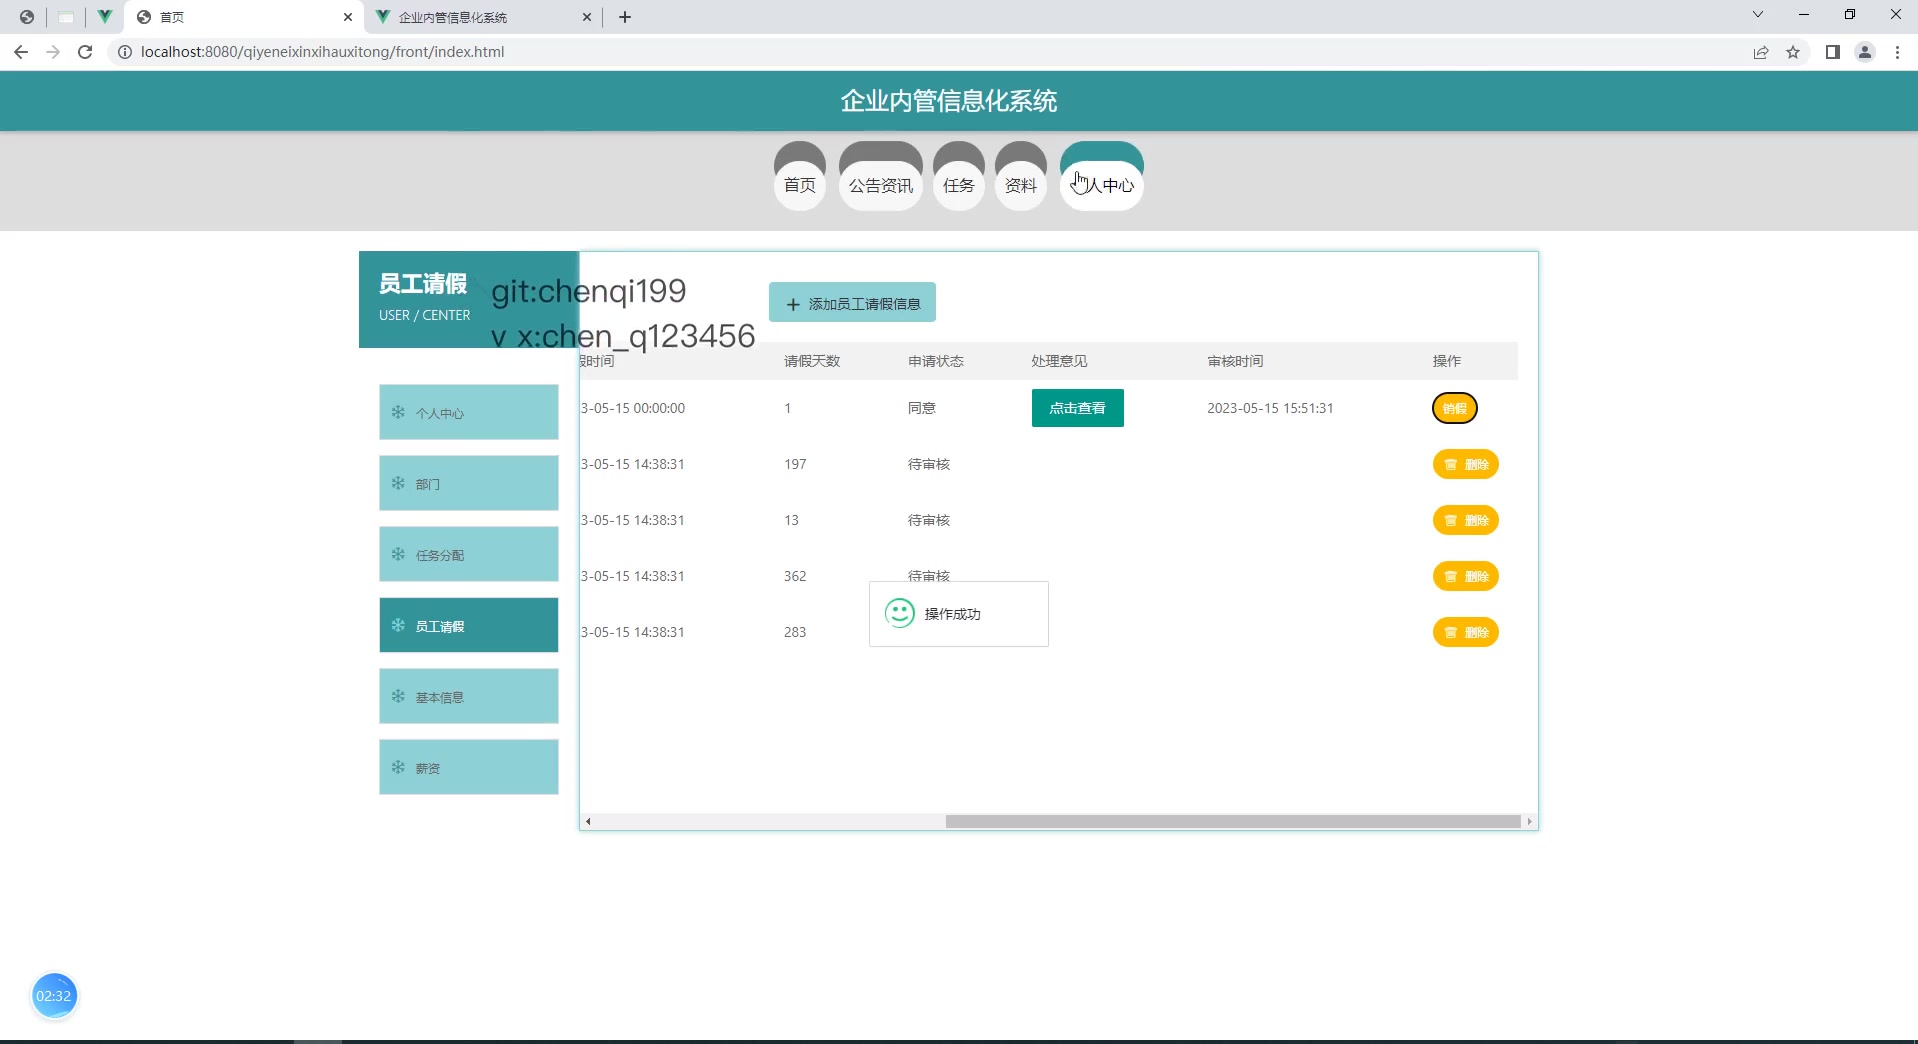 首页
企业内管信息化系统
localhost:8080/qiyeneixinxihauxitong/front/index.html
企业内管信息化系统
首页
公告资讯
任务
资料
人中心
员工请假
USER / CENTER
git:chenqi199
v x:chen_q123456
添加员工请假信息
时间 请假天数 申请状态 处理意见 审核时间 操作
3-05-15 00:00:00 1 同意 点击查看 2023-05-15 15:51:31 销假
3-05-15 14:38:31 197 待审核 删除
3-05-15 14:38:31 13 待审核 删除
3-05-15 14:38:31 362 待审核 删除
3-05-15 14:38:31 283 删除
操作成功
个人中心
部门
任务分配
员工请假
基本信息
薪资
02:32